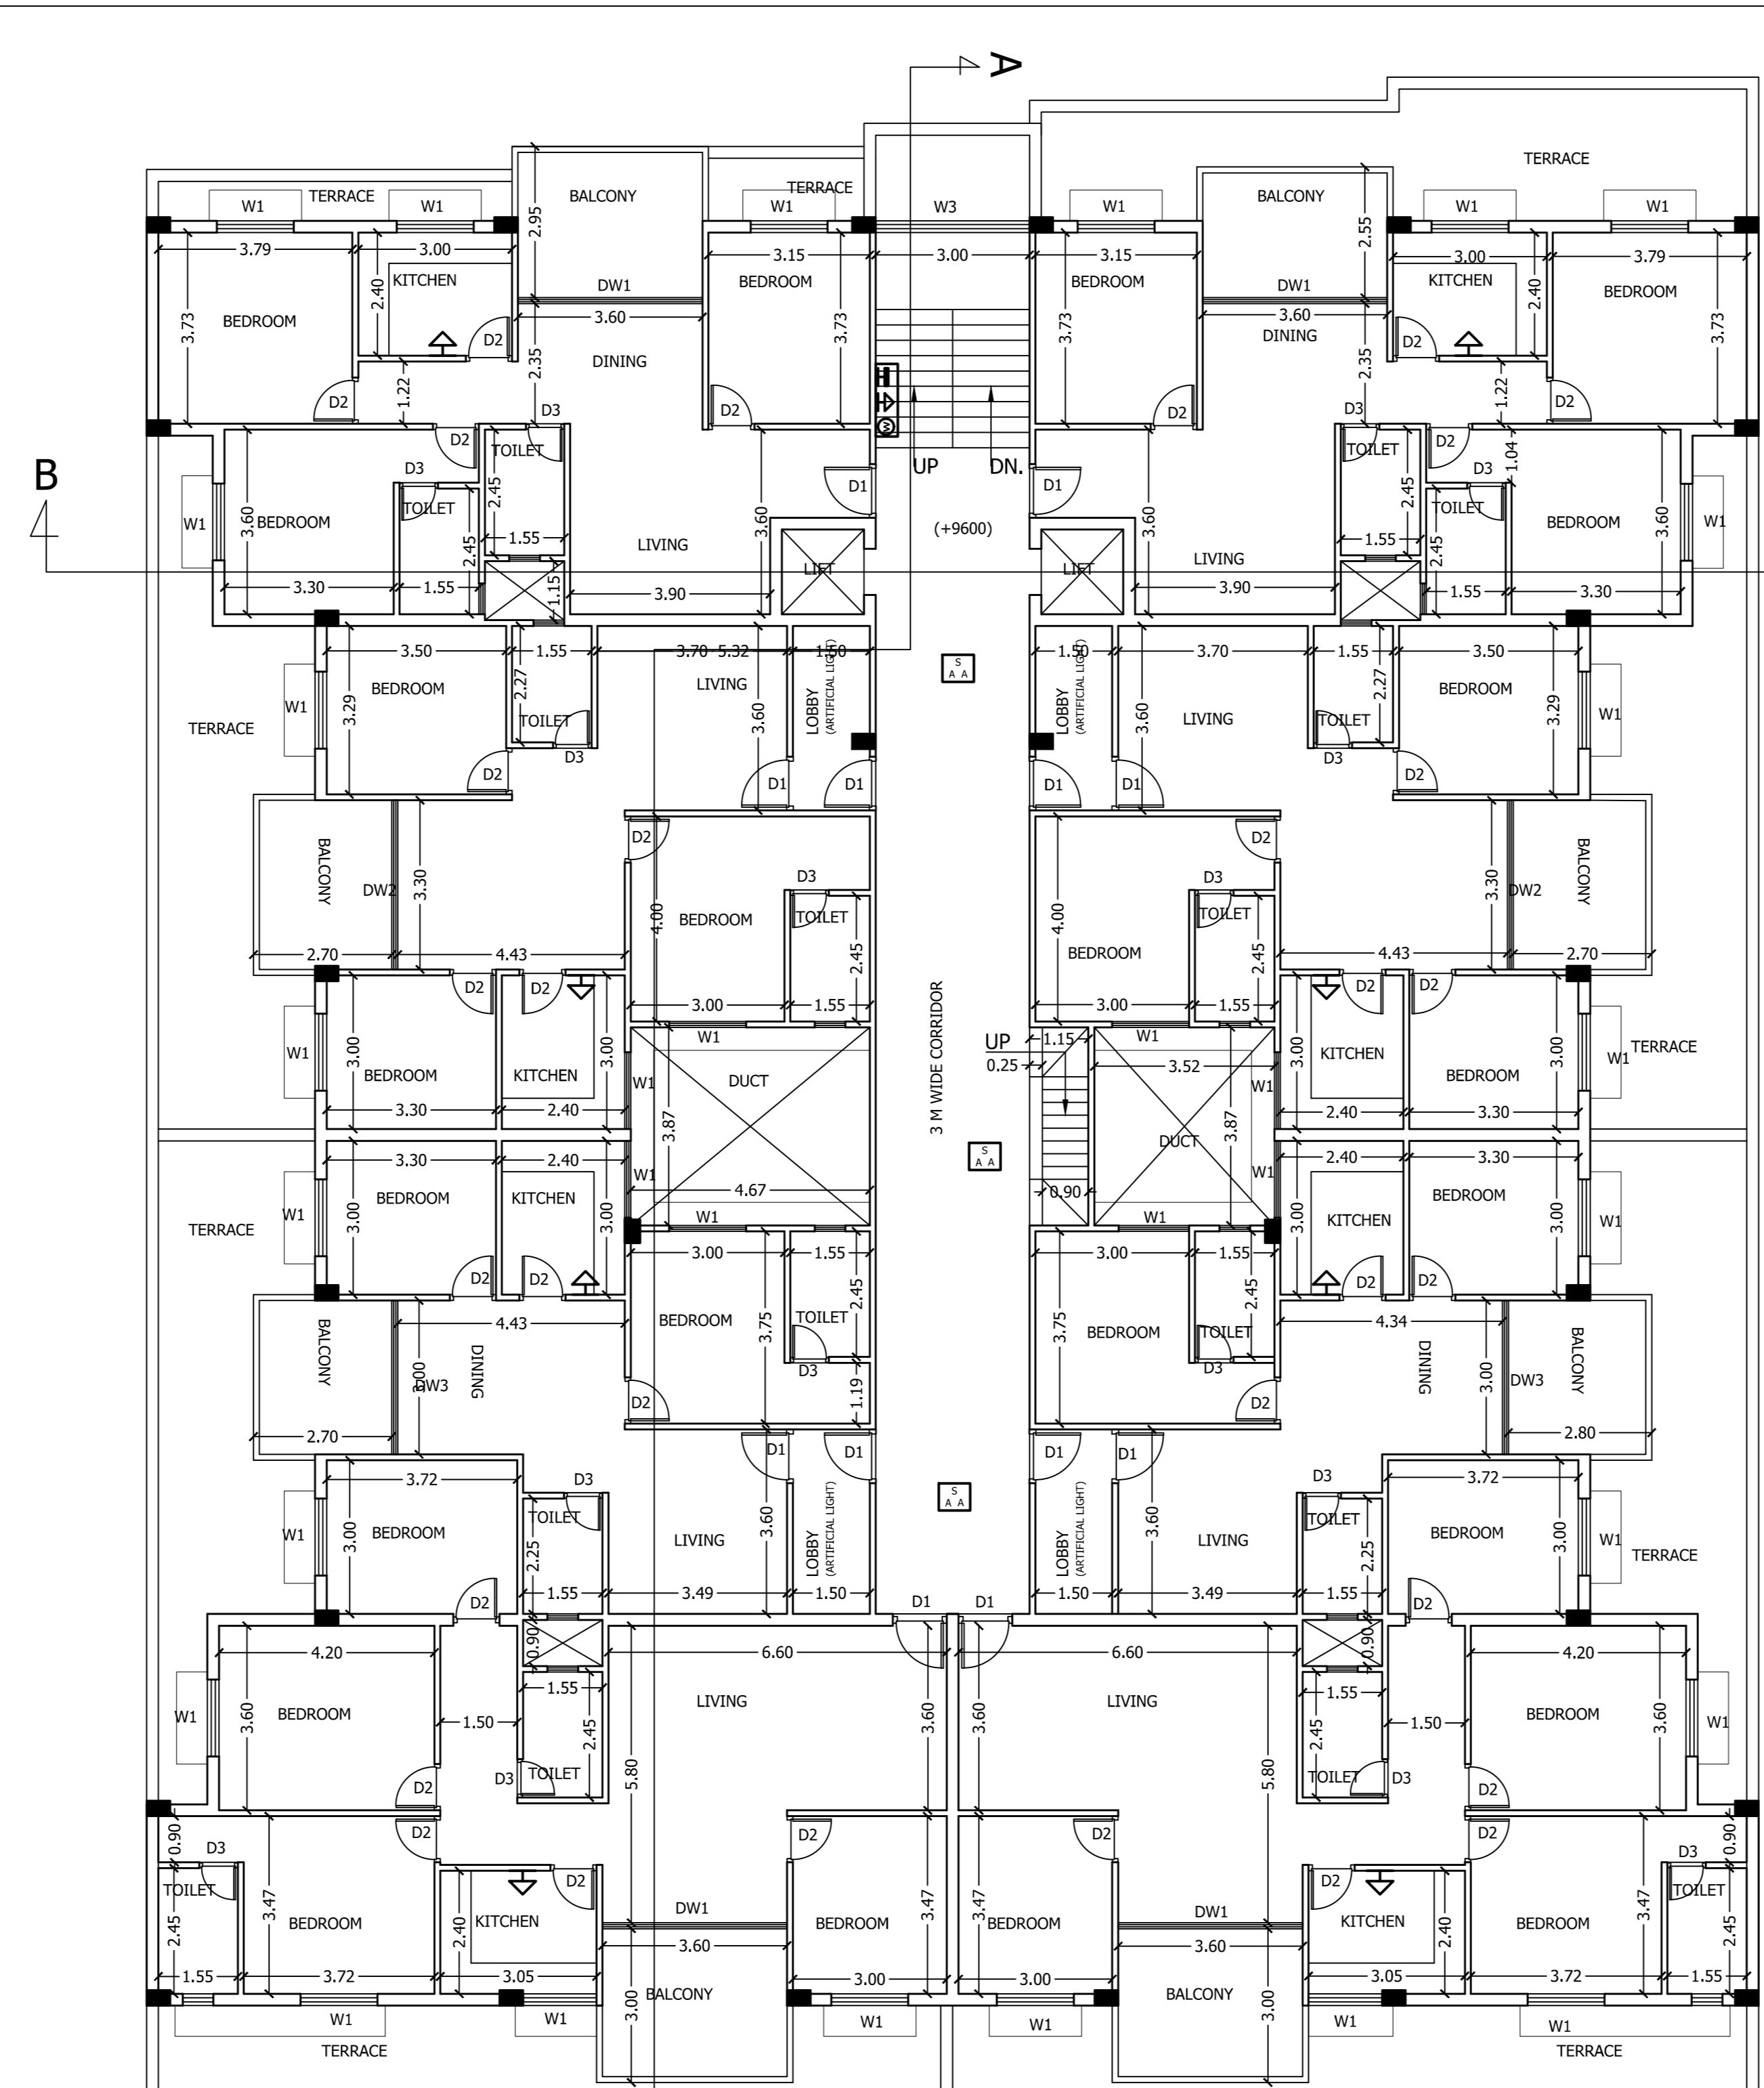 A
TERRACE
BALCONY
TERRACE
BALCONY
TERRACE
W1
W1
W1
W3
W1
W1
W1
2.95
2.55
3.79
3.00
3.15
3.00
3.15
3.00
3.79
KITCHEN
BEDROOM
BEDROOM
KITCHEN
BEDROOM
BEDROOM
3.73
2.40
DW1
3.73
3.73
DW1
2.40
3.73
3.60
3.60
D2
2.35
DINING
DINING
2.35
D2
1.22
1.22
D2
D3
D2
W
D2
D3
D2
D2
TOILET
TOILET
D2
1.04
B
D3
UP
DN.
D3
2.45
D1
D1
2.45
TOILET
TOILET
W1
3.60
BEDROOM
2.45
1.55
LIVING
3.60
(+9600)
3.60
LIVING
1.55
2.45
BEDROOM
3.60
W1
LIFT
LIFT
3.30
1.55
1.15
3.90
3.90
1.55
3.30
3.50
1.55
3.70
5.32
1.50
1.50
3.70
1.55
3.50
S
A A
BEDROOM
2.27
LIVING
LOBBY
(ARTIFICIAL LIGHT)
LOBBY
(ARTIFICIAL LIGHT)
LIVING
2.27
BEDROOM
W1
3.29
TOILET
3.60
3.60
TOILET
3.29
W1
TERRACE
D3
D3
D2
D1
D1
D1
D1
D2
D2
D2
BALCONY
DW2
3.30
D3
D3
3.30
DW2
BALCONY
4.00
BEDROOM
TOILET
4.00
BEDROOM
TOILET
2.70
4.43
2.45
2.45
4.43
2.70
D2
D2
3.00
1.55
3.00
1.55
D2
D2
3 M WIDE CORRIDOR
W1
UP
1.15
W1
W1
3.00
3.00
0.25
3.52
3.00
KITCHEN
3.00
W1
TERRACE
BEDROOM
KITCHEN
W1
DUCT
W1
BEDROOM
3.30
2.40
3.87
3.87
2.40
3.30
DUCT
S
A A
3.30
2.40
W1
4.67
0.90
W1
2.40
3.30
BEDROOM
KITCHEN
BEDROOM
W1
3.00
3.00
W1
W1
3.00
KITCHEN
3.00
W1
TERRACE
3.00
1.55
3.00
1.55
D2
D2
2.45
2.45
D2
D2
4.43
BEDROOM
3.75
TOILET
3.75
BEDROOM
TOILET
4.34
BALCONY
3.00
DW3
DINING
D3
D3
DINING
3.00
DW3
BALCONY
D2
1.19
D2
2.70
D1
D1
D1
D1
2.80
3.72
D3
D3
3.72
S
A A
W1
3.00
BEDROOM
TOILET
2.25
LIVING
3.60
LOBBY
(ARTIFICIAL LIGHT)
LOBBY
(ARTIFICIAL LIGHT)
3.60
LIVING
TOILET
2.25
BEDROOM
3.00
W1
TERRACE
D2
1.55
3.49
1.50
D1
D1
1.50
3.49
1.55
D2
4.20
0.90
6.60
6.60
0.90
4.20
1.55
1.55
W1
3.60
BEDROOM
1.50
2.45
LIVING
3.60
3.60
LIVING
2.45
1.50
BEDROOM
3.60
W1
D2
D3
TOILET
5.80
5.80
TOILET
D3
D2
0.90
D3
D2
D2
D2
D2
D3
0.90
D2
D2
TOILET
TOILET
2.45
3.47
BEDROOM
2.40
KITCHEN
DW1
BEDROOM
3.47
3.47
BEDROOM
DW1
KITCHEN
2.40
BEDROOM
3.47
2.45
3.60
3.60
1.55
3.72
3.05
3.00
3.00
3.05
3.72
1.55
BALCONY
BALCONY
3.00
3.00
W1
W1
W1
W1
W1
W1
TERRACE
TERRACE